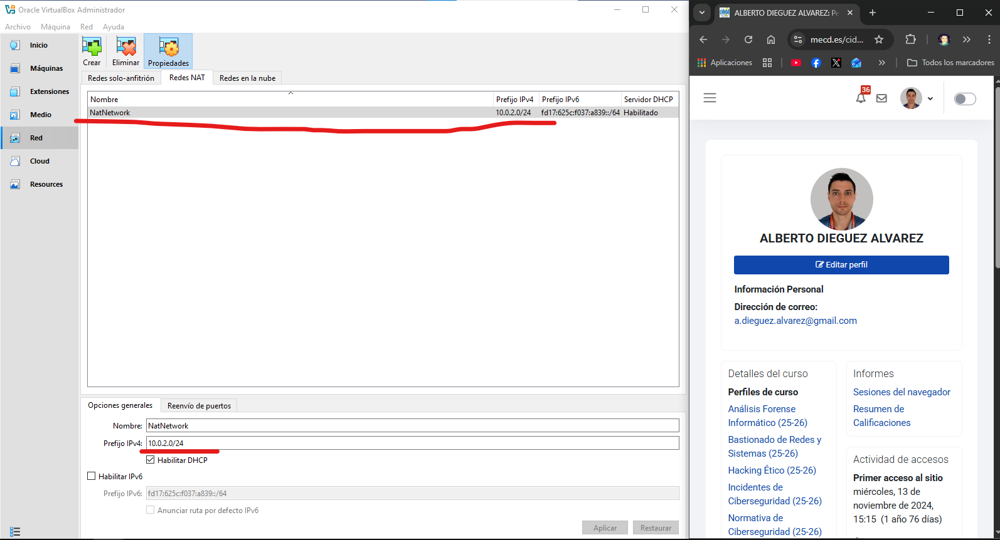 Oracle VirtualBox Administrador
Archivo Máquina Red Ayuda
Inicio
Máquinas
Extensiones
Medio
Red
Cloud
Resources
Crear
Eliminar
Propiedades
Redes solo-anfitrión
Redes NAT
Redes en la nube
Nombre Prefijo IPv4 Prefijo IPv6 Servidor DHCP
NatNetwork 10.0.2.0/24 fd17:625c:f037:a839::/64 Habilitado
Opciones generales
Reenvío de puertos
Nombre: NatNetwork
Prefijo IPv4: 10.0.2.0/24
Habilitar DHCP
Habilitar IPv6
Prefijo IPv6: fd17:625c:f037:a839::/64
Anunciar ruta por defecto IPv6
Aplicar
Restaurar
ALBERTO DIEGUEZ ALVAREZ: Pe
mecd.es/cid...
Aplicaciones
Todos los marcadores
36
ALBERTO DIEGUEZ ALVAREZ
Editar perfil
Información Personal
Dirección de correo:
a.dieguez.alvarez@gmail.com
Detalles del curso
Perfiles de curso
Análisis Forense
Informático (25-26)
Bastionado de Redes y
Sistemas (25-26)
Hacking Ético (25-26)
Incidentes de
Ciberseguridad (25-26)
Normativa de
Ciberseguridad (25-26)
Informes
Sesiones del navegador
Resumen de
Calificaciones
Actividad de accesos
Primer acceso al sitio
miércoles, 13 de
noviembre de 2024,
15:15 (1 año 76 días)